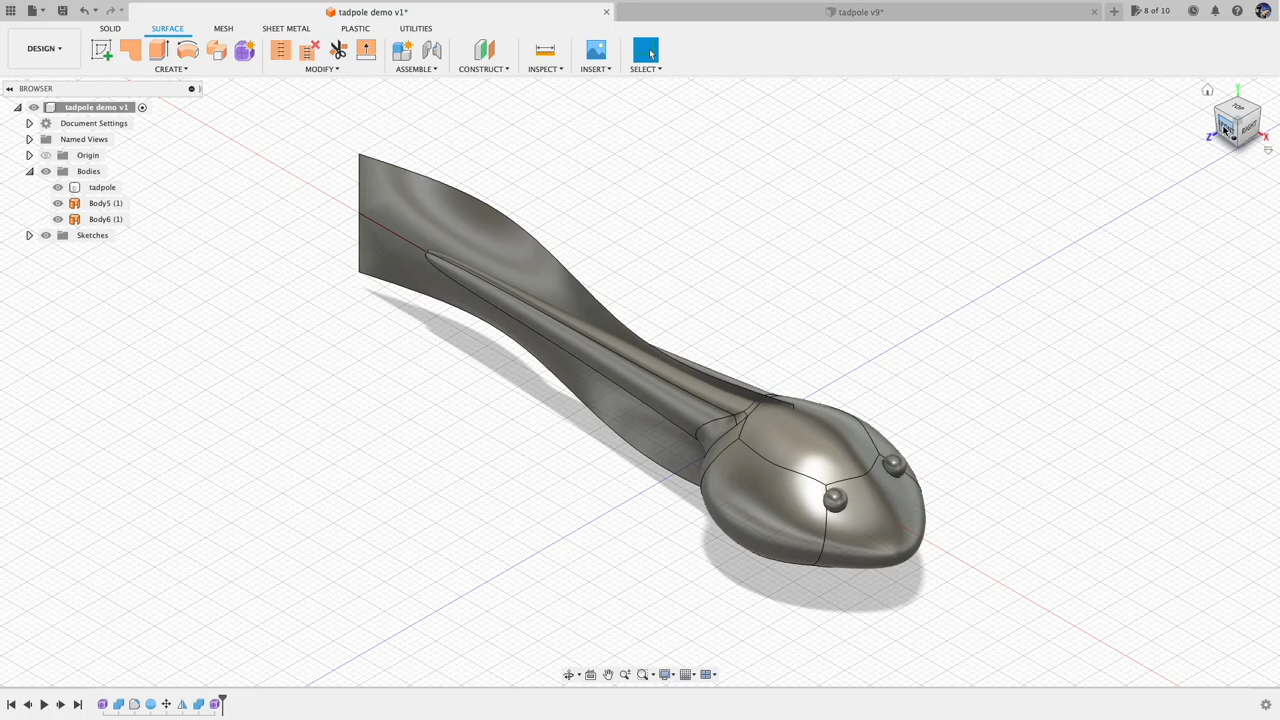 tadpole demo v1*
tadpole v9*
8 of 10
DESIGN
SOLID
SURFACE
MESH
SHEET METAL
PLASTIC
UTILITIES
CREATE
MODIFY
ASSEMBLE
CONSTRUCT
INSPECT
INSERT
SELECT
BROWSER
tadpole demo v1
Document Settings
Named Views
Origin
Bodies
tadpole
Body5 (1)
Body6 (1)
Sketches
Y
TOP
RIGHT
Z
X